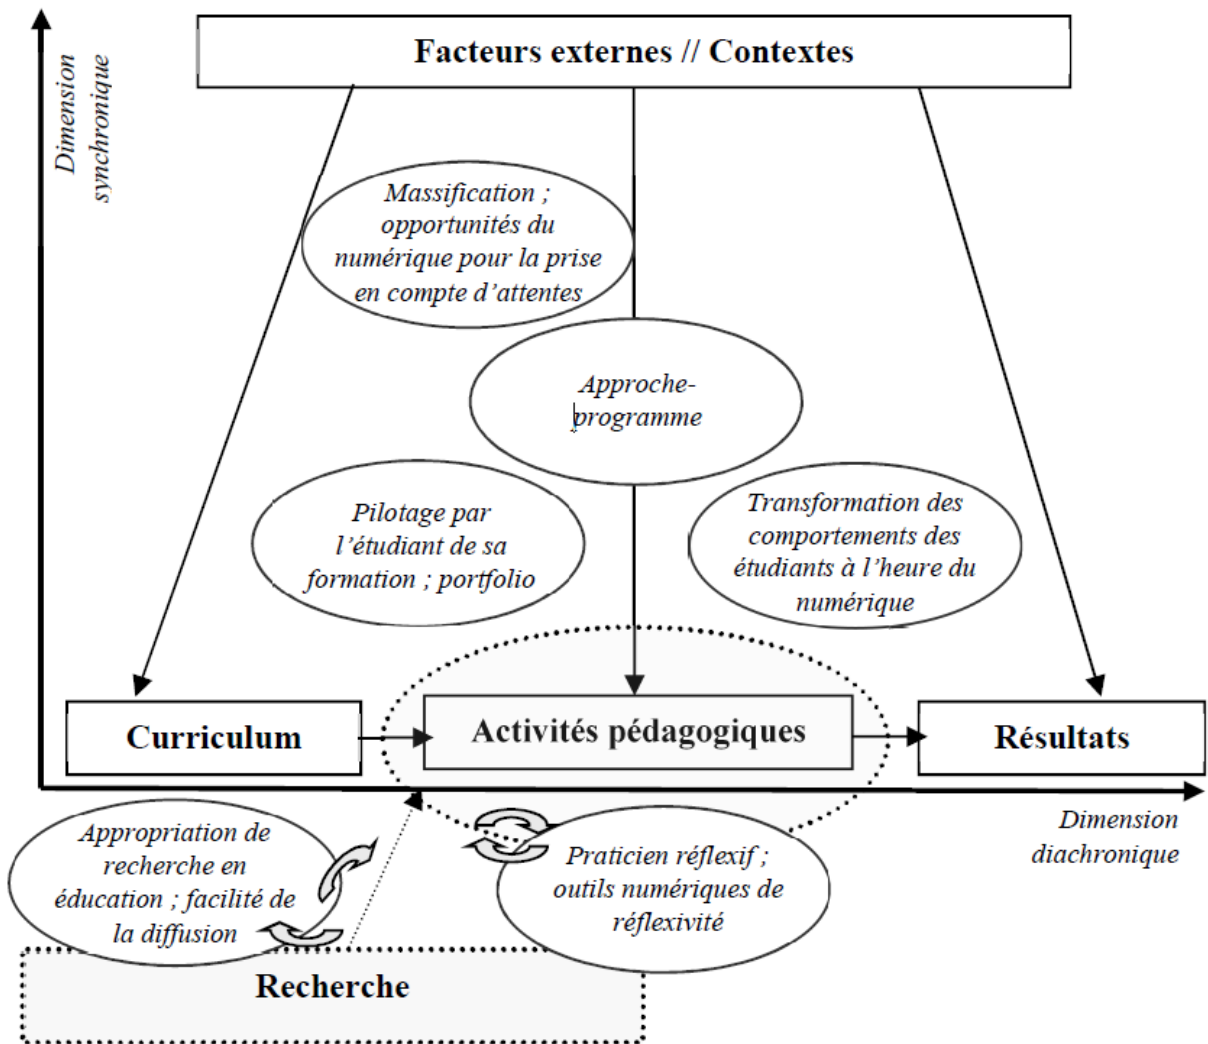 Facteurs externes // Contextes
Dimension
synchronique
Massification ;
opportunités du
numérique pour la prise
en compte d’attentes
Approche-
programme
Pilotage par
l’étudiant de sa
formation ; portfolio
Transformation des
comportements des
étudiants à l’heure du
numérique
Curriculum
Activités pédagogiques
Résultats
Dimension
diachronique
Appropriation de
recherche en
éducation ; facilité de
la diffusion
Praticien réflexif ;
outils numériques de
réflexivité
Recherche